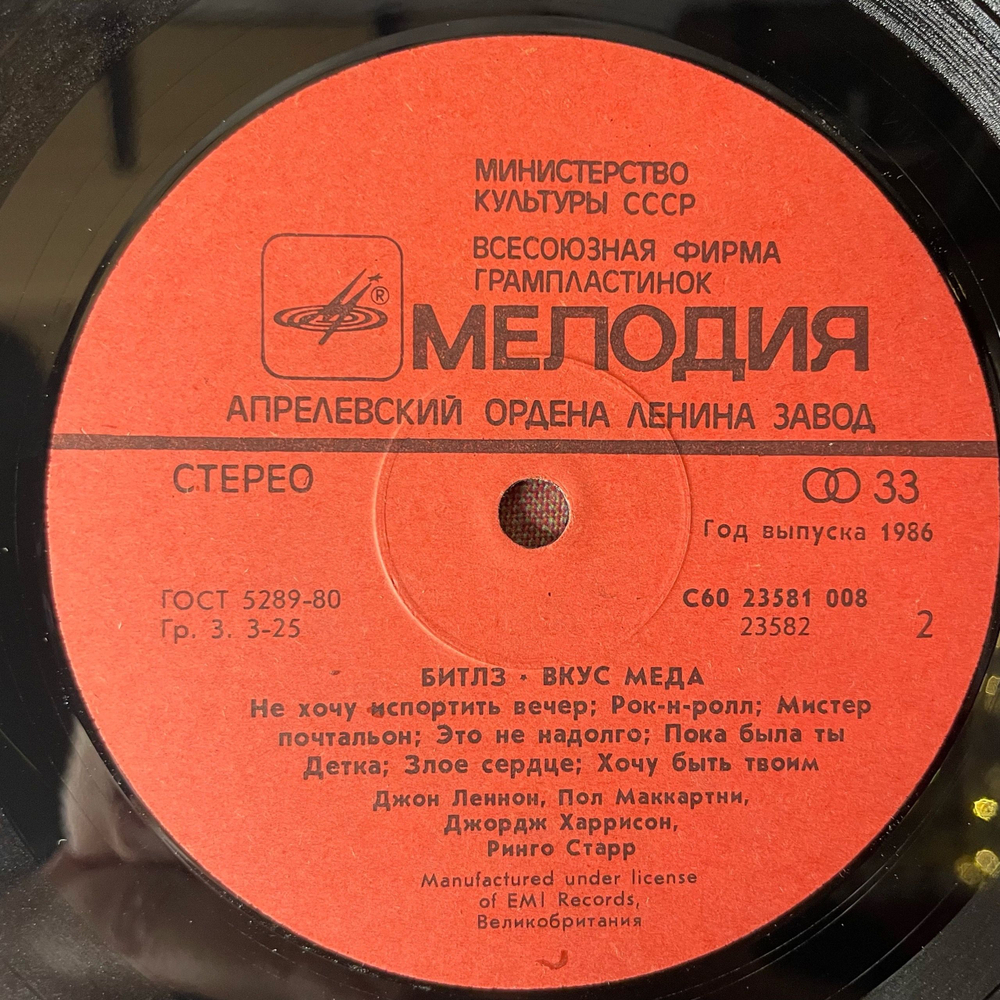 МИНИСТЕРСТВО
КУЛЬТУРЫ СССР
ВСЕСОЮЗНАЯ ФИРМА
ГРАМПЛАСТИНОК
®
МЕЛОДИЯ
АПРЕЛЕВСКИЙ ОРДЕНА ЛЕНИНА ЗАВОД
СТЕРЕО
33
Год выпуска 1986
ГОСТ 5289-80
Гр. 3. 3-25
С60 23581 008
23582
2
БИТЛЗ • ВКУС МЕДА
Не хочу испортить вечер; Рок-н-ролл; Мистер
почтальон; Это не надолго; Пока была ты
Детка; Злое сердце; Хочу быть твоим
Джон Леннон, Пол Маккартни,
Джордж Харрисон,
Ринго Старр
Manufactured under license
of EMI Records,
Великобритания